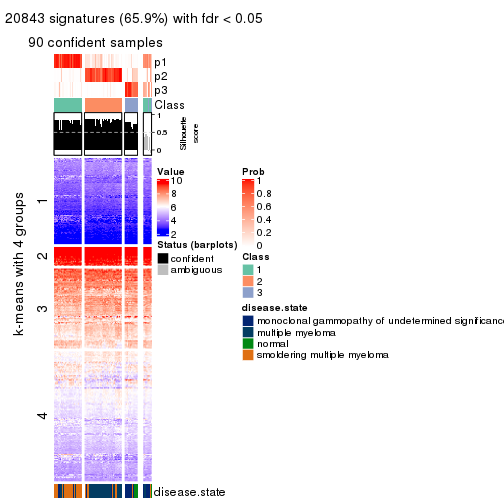 20843 signatures (65.9%) with fdr < 0.05
90 confident samples
p1
p2
p3
Class
1
0.5
0
Silhouette
score
k-means with 4 groups
1
2
3
4
disease.state
Value
10
8
6
4
2
Status (barplots)
confident
ambiguous
Prob
1
0.8
0.6
0.4
0.2
0
Class
1
2
3
disease.state
monoclonal gammopathy of undetermined significance
multiple myeloma
normal
smoldering multiple myeloma